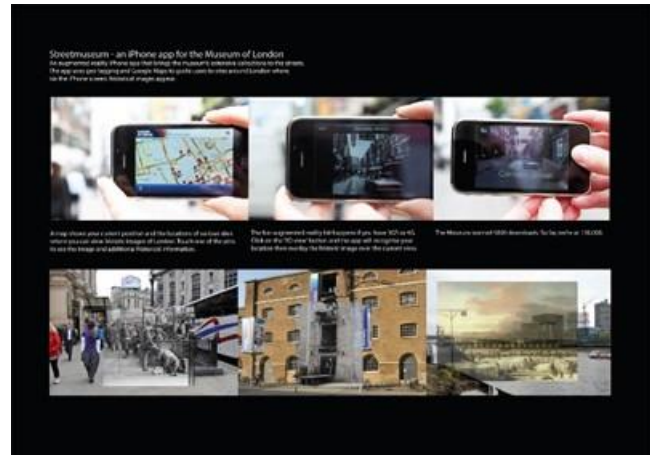 Streetmuseum - an iPhone app for the Museum of London
An augmented reality iPhone app that brings the museum's extensive collections to the streets.
The app uses geo tagging and Google Maps to guide users to sites around London where
via the iPhone screen, historical images appear.
A map shows your current position and the locations of various sites
where you can view historic images of London. Touch one of the pins
to see the image and additional historical information.
The fun augmented reality bit happens if you have 3GS or 4G.
Click on the '3D view' button and the app will recognise your
location then overlay the historic image over the current view.
The Museum wanted downloads. So far, we're at